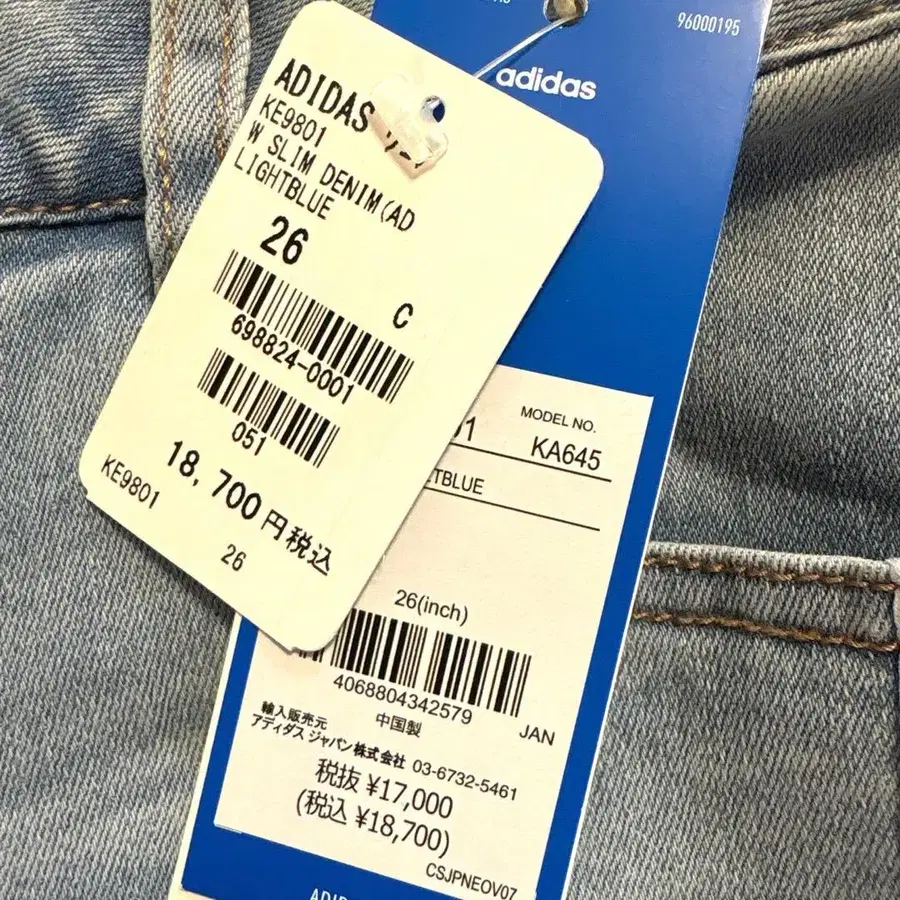 96000195
adidas
ADIDAS
KE9801
W SLIM DENIM(AD
LIGHTBLUE
26
C
698824-0001
051
18,700円税込
KE9801
26
MODEL NO.
01 KA645
TBLUE
26(inch)
4068804342579
JAN
輸入販売元 中国製
アディダス ジャパン株式会社 03-6732-5461
税抜 ¥17,000
(税込 ¥18,700)
CSJPNEOV07